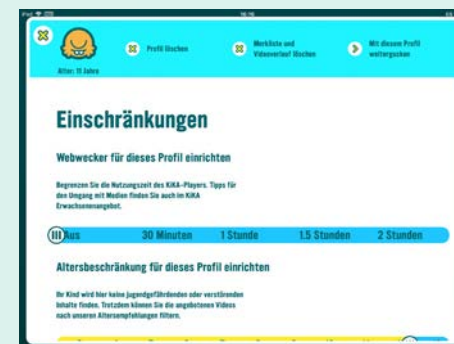 iPad
16:16
Alter: 11 Jahre
Profil löschen
Merkliste und
Videoverlauf löschen
Mit diesem Profil
weitergucken
Einschränkungen
Webwecker für dieses Profil einrichten
Begrenzen Sie die Nutzungszeit des KiKA-Players. Tipps für
den Umgang mit Medien finden Sie auch im KiKA
Erwachsenenangebot.
Aus 30 Minuten 1 Stunde 1.5 Stunden 2 Stunden
Altersbeschränkung für dieses Profil einrichten
Ihr Kind wird hier keine jugendgefährdenden oder verstörenden
Inhalte finden. Trotzdem können Sie die angebotenen Videos
nach unseren Altersempfehlungen filtern.